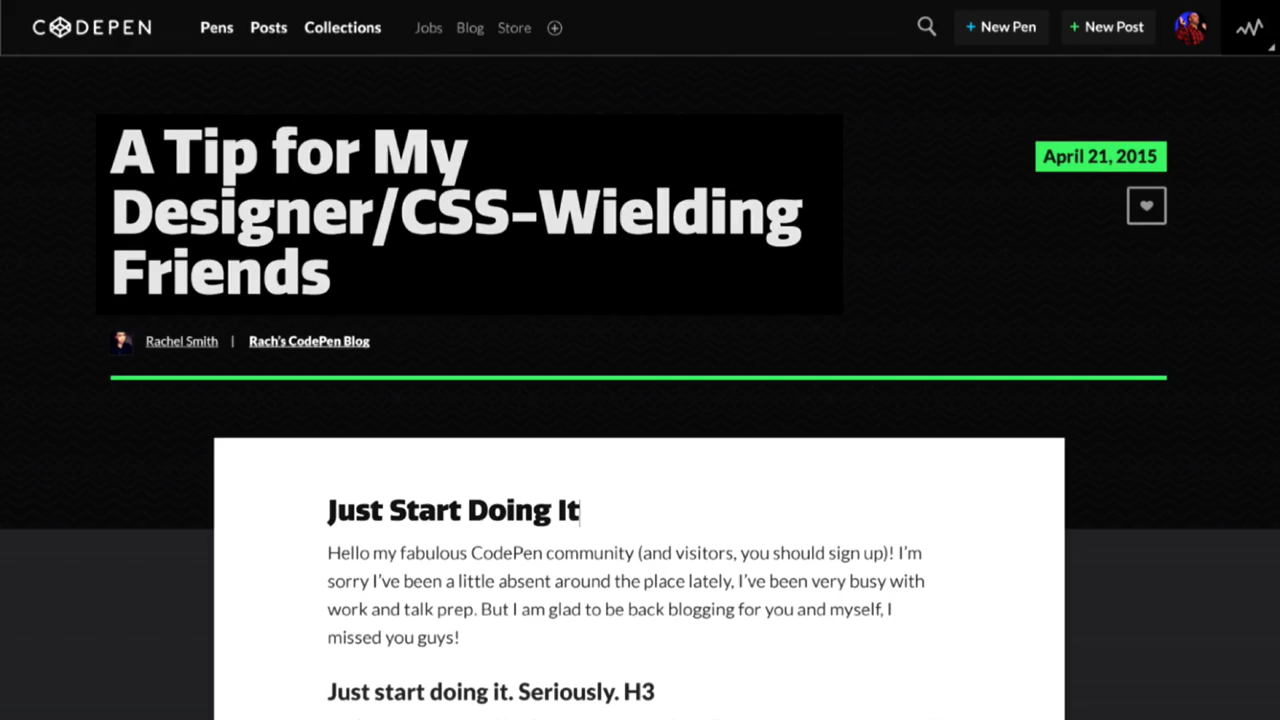 CODEPEN Pens Posts Collections Jobs Blog Store + New Pen + New Post
A Tip for My
Designer/CSS-Wielding
Friends
April 21, 2015
Rachel Smith | Rach's CodePen Blog
Just Start Doing It
Hello my fabulous CodePen community (and visitors, you should sign up)! I'm
sorry I've been a little absent around the place lately, I've been very busy with
work and talk prep. But I am glad to be back blogging for you and myself, I
missed you guys!
Just start doing it. Seriously. H3